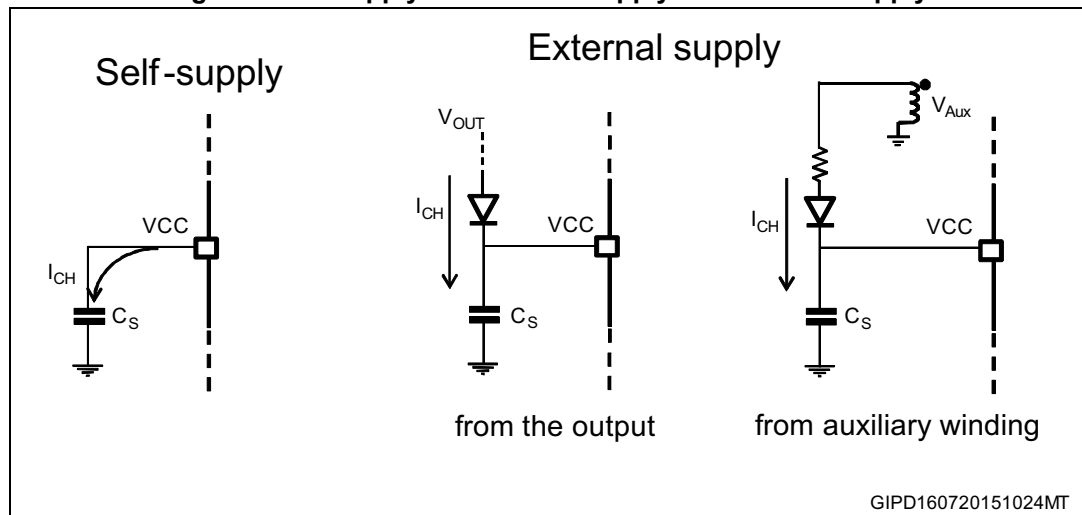 Self-supply
External supply
VCC
I_CH
C_S
V_OUT
I_CH
VCC
C_S
from the output
V_Aux
I_CH
VCC
C_S
from auxiliary winding
GIPD160720151024MT